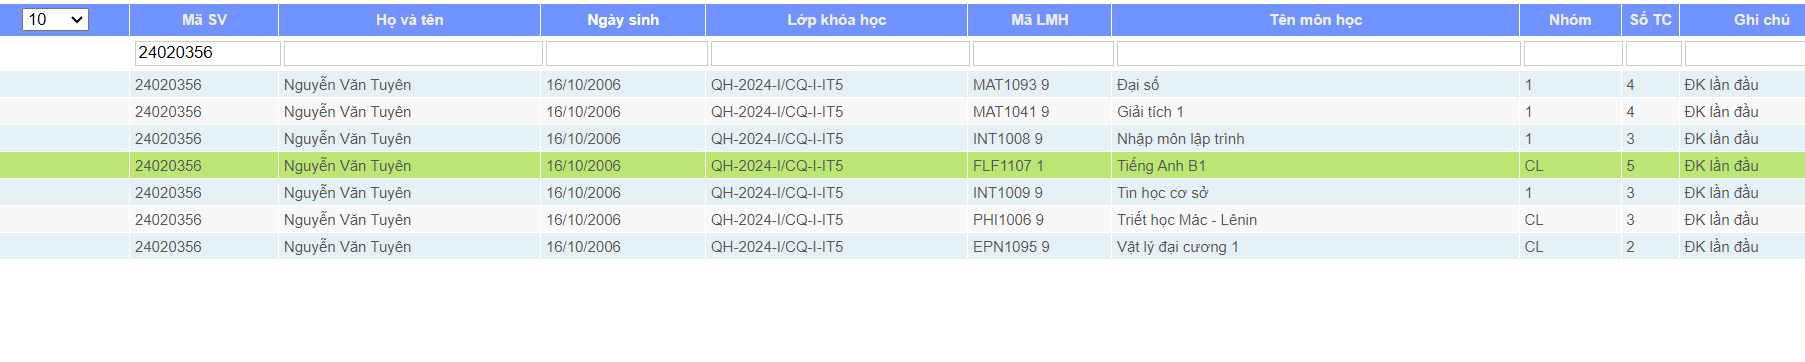 10 Mã SV Họ và tên Ngày sinh Lớp khóa học Mã LMH Tên môn học Nhóm Số TC Ghi chú
24020356
24020356 Nguyễn Văn Tuyên 16/10/2006 QH-2024-I/CQ-I-IT5 MAT1093 9 Đại số 1 4 ĐK lần đầu
24020356 Nguyễn Văn Tuyên 16/10/2006 QH-2024-I/CQ-I-IT5 MAT1041 9 Giải tích 1 1 4 ĐK lần đầu
24020356 Nguyễn Văn Tuyên 16/10/2006 QH-2024-I/CQ-I-IT5 INT1008 9 Nhập môn lập trình 1 3 ĐK lần đầu
24020356 Nguyễn Văn Tuyên 16/10/2006 QH-2024-I/CQ-I-IT5 FLF1107 1 Tiếng Anh B1 CL 5 ĐK lần đầu
24020356 Nguyễn Văn Tuyên 16/10/2006 QH-2024-I/CQ-I-IT5 INT1009 9 Tin học cơ sở 1 3 ĐK lần đầu
24020356 Nguyễn Văn Tuyên 16/10/2006 QH-2024-I/CQ-I-IT5 PHI1006 9 Triết học Mác - Lênin CL 3 ĐK lần đầu
24020356 Nguyễn Văn Tuyên 16/10/2006 QH-2024-I/CQ-I-IT5 EPN1095 9 Vật lý đại cương 1 CL 2 ĐK lần đầu